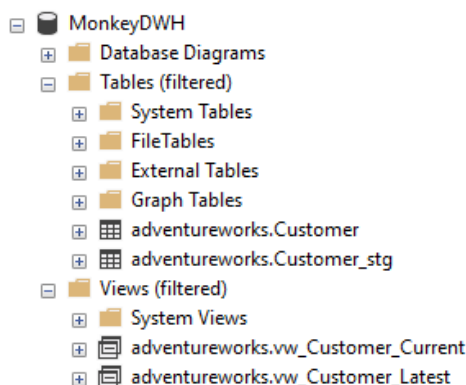 MonkeyDWH
Database Diagrams
Tables (filtered)
System Tables
FileTables
External Tables
Graph Tables
adventureworks.Customer
adventureworks.Customer_stg
Views (filtered)
System Views
adventureworks.vw_Customer_Current
adventureworks.vw_Customer_Latest